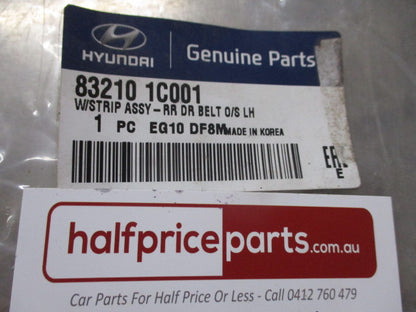 HYUNDAI
Genuine Parts
83210 1C001
W/STRIP ASSY-RR DR BELT O/S LH
1 PC EG10 DF8M MADE IN KOREA
E
halfpriceparts.com.au
Car Parts For Half Price Or Less - Call 0412 760 479